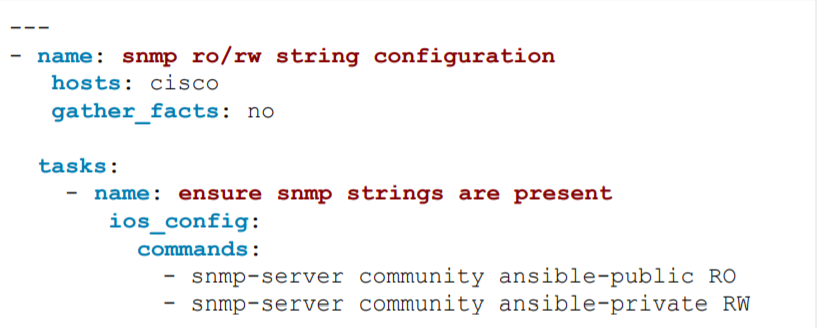 ---
- name: snmp ro/rw string configuration
hosts: cisco
gather_facts: no
tasks:
- name: ensure snmp strings are present
ios_config:
commands:
- snmp-server community ansible-public RO
- snmp-server community ansible-private RW